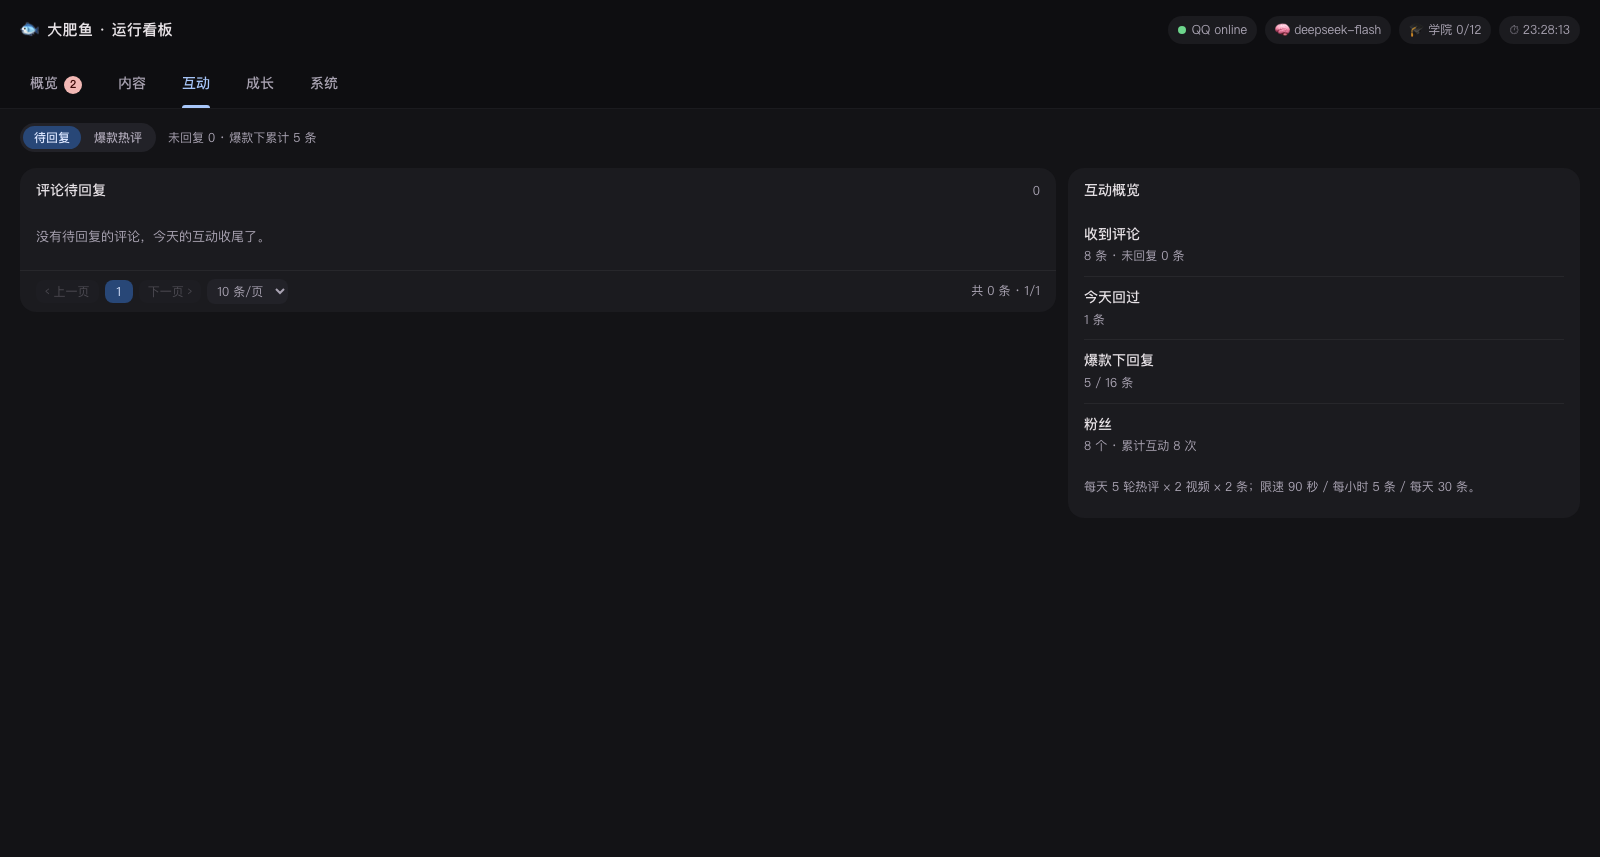 大肥鱼 · 运行看板
QQ online
deepseek-flash
学院 0/12
23:28:13
概览 2
内容
互动
成长
系统
待回复
爆款热评
未回复 0 · 爆款下累计 5 条
评论待回复
0
没有待回复的评论，今天的互动收尾了。
‹ 上一页
1
下一页 ›
10 条/页
共 0 条 · 1/1
互动概览
收到评论
8 条 · 未回复 0 条
今天回过
1 条
爆款下回复
5 / 16 条
粉丝
8 个 · 累计互动 8 次
每天 5 轮热评 × 2 视频 × 2 条；限速 90 秒 / 每小时 5 条 / 每天 30 条。